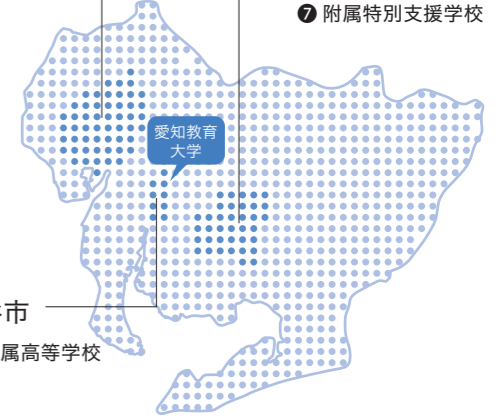 ❼ 附属特別支援学校
愛知教育
大学
市
属高等学校